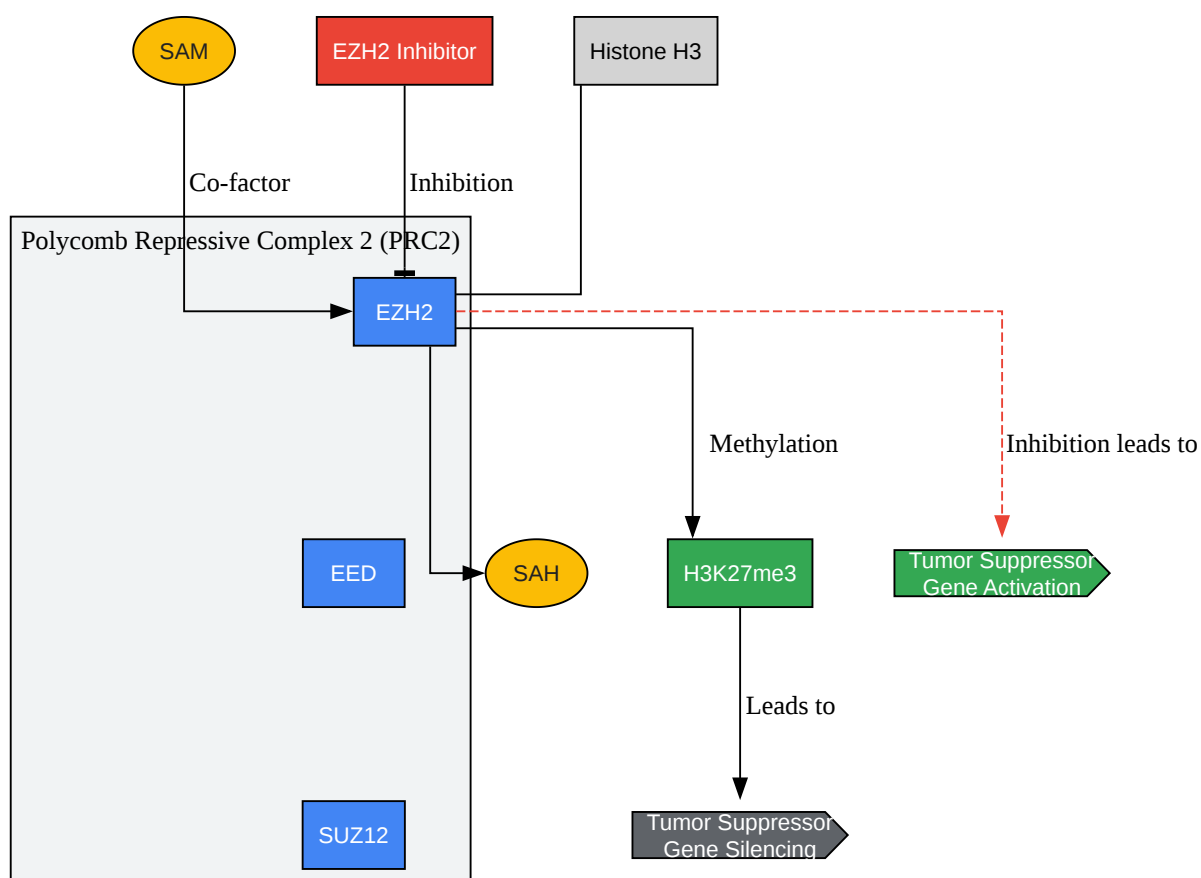 SAM
EZH2 Inhibitor
Histone H3
Co-factor
Inhibition
Polycomb Repressive Complex 2 (PRC2)
EZH2
Methylation
Inhibition leads to
EED
SAH
H3K27me3
Tumor Suppressor
Gene Activation
Leads to
SUZ12
Tumor Suppressor
Gene Silencing